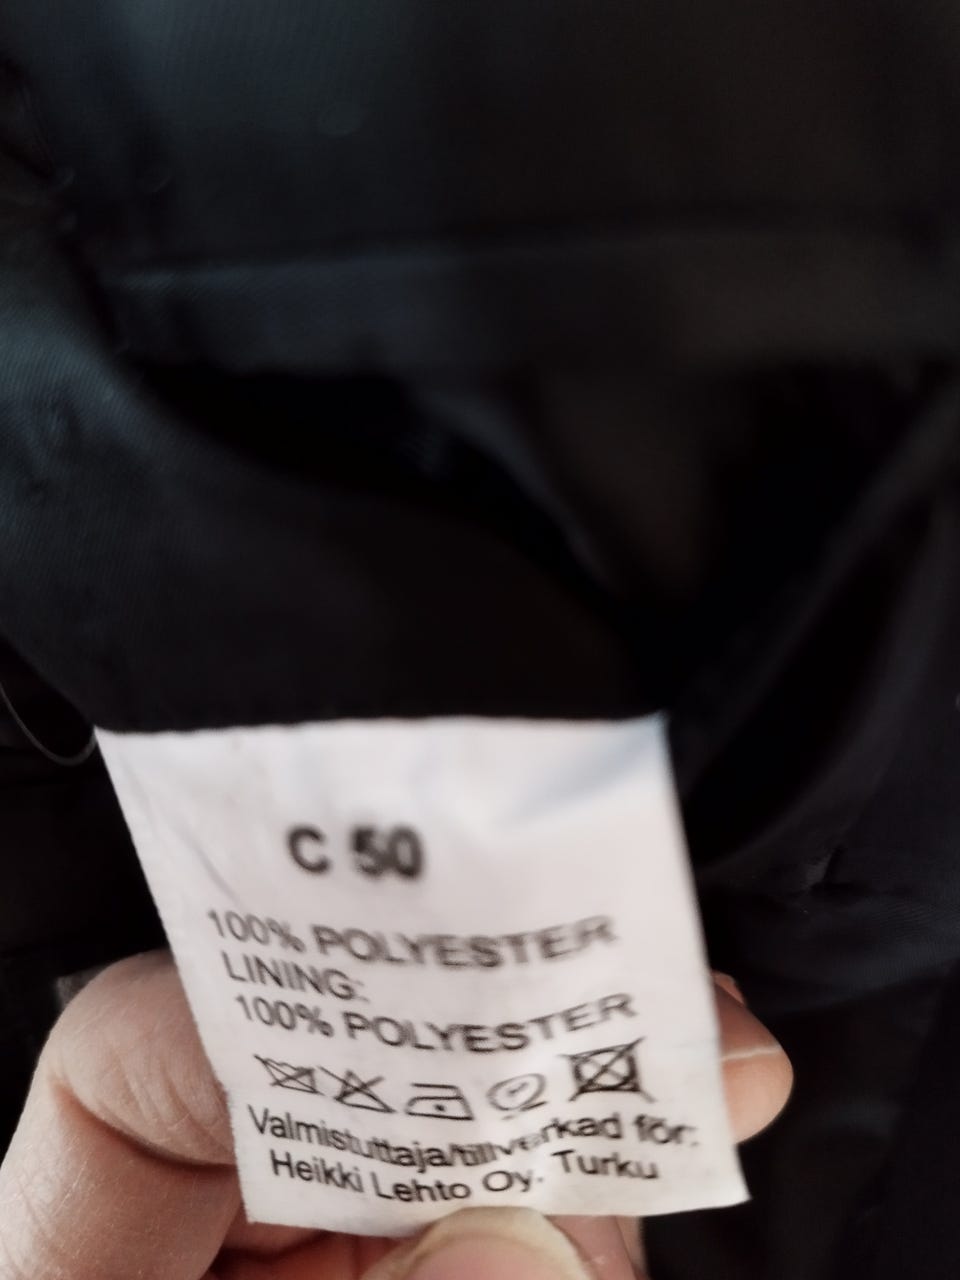 C 50
100% POLYESTER
LINING:
100% POLYESTER
Valmistuttaja/tillverkad för:
Heikki Lehto Oy. Turku